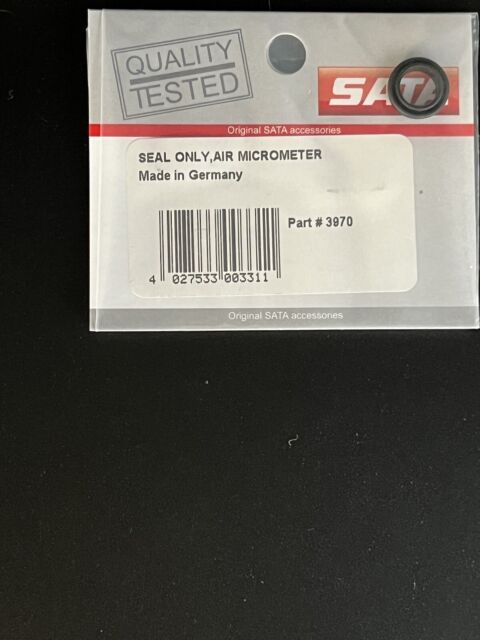 QUALITY
TESTED
SATA
Original SATA accessories
SEAL ONLY,AIR MICROMETER
Made in Germany
Part # 3970
4 027533 003311
Original SATA accessories